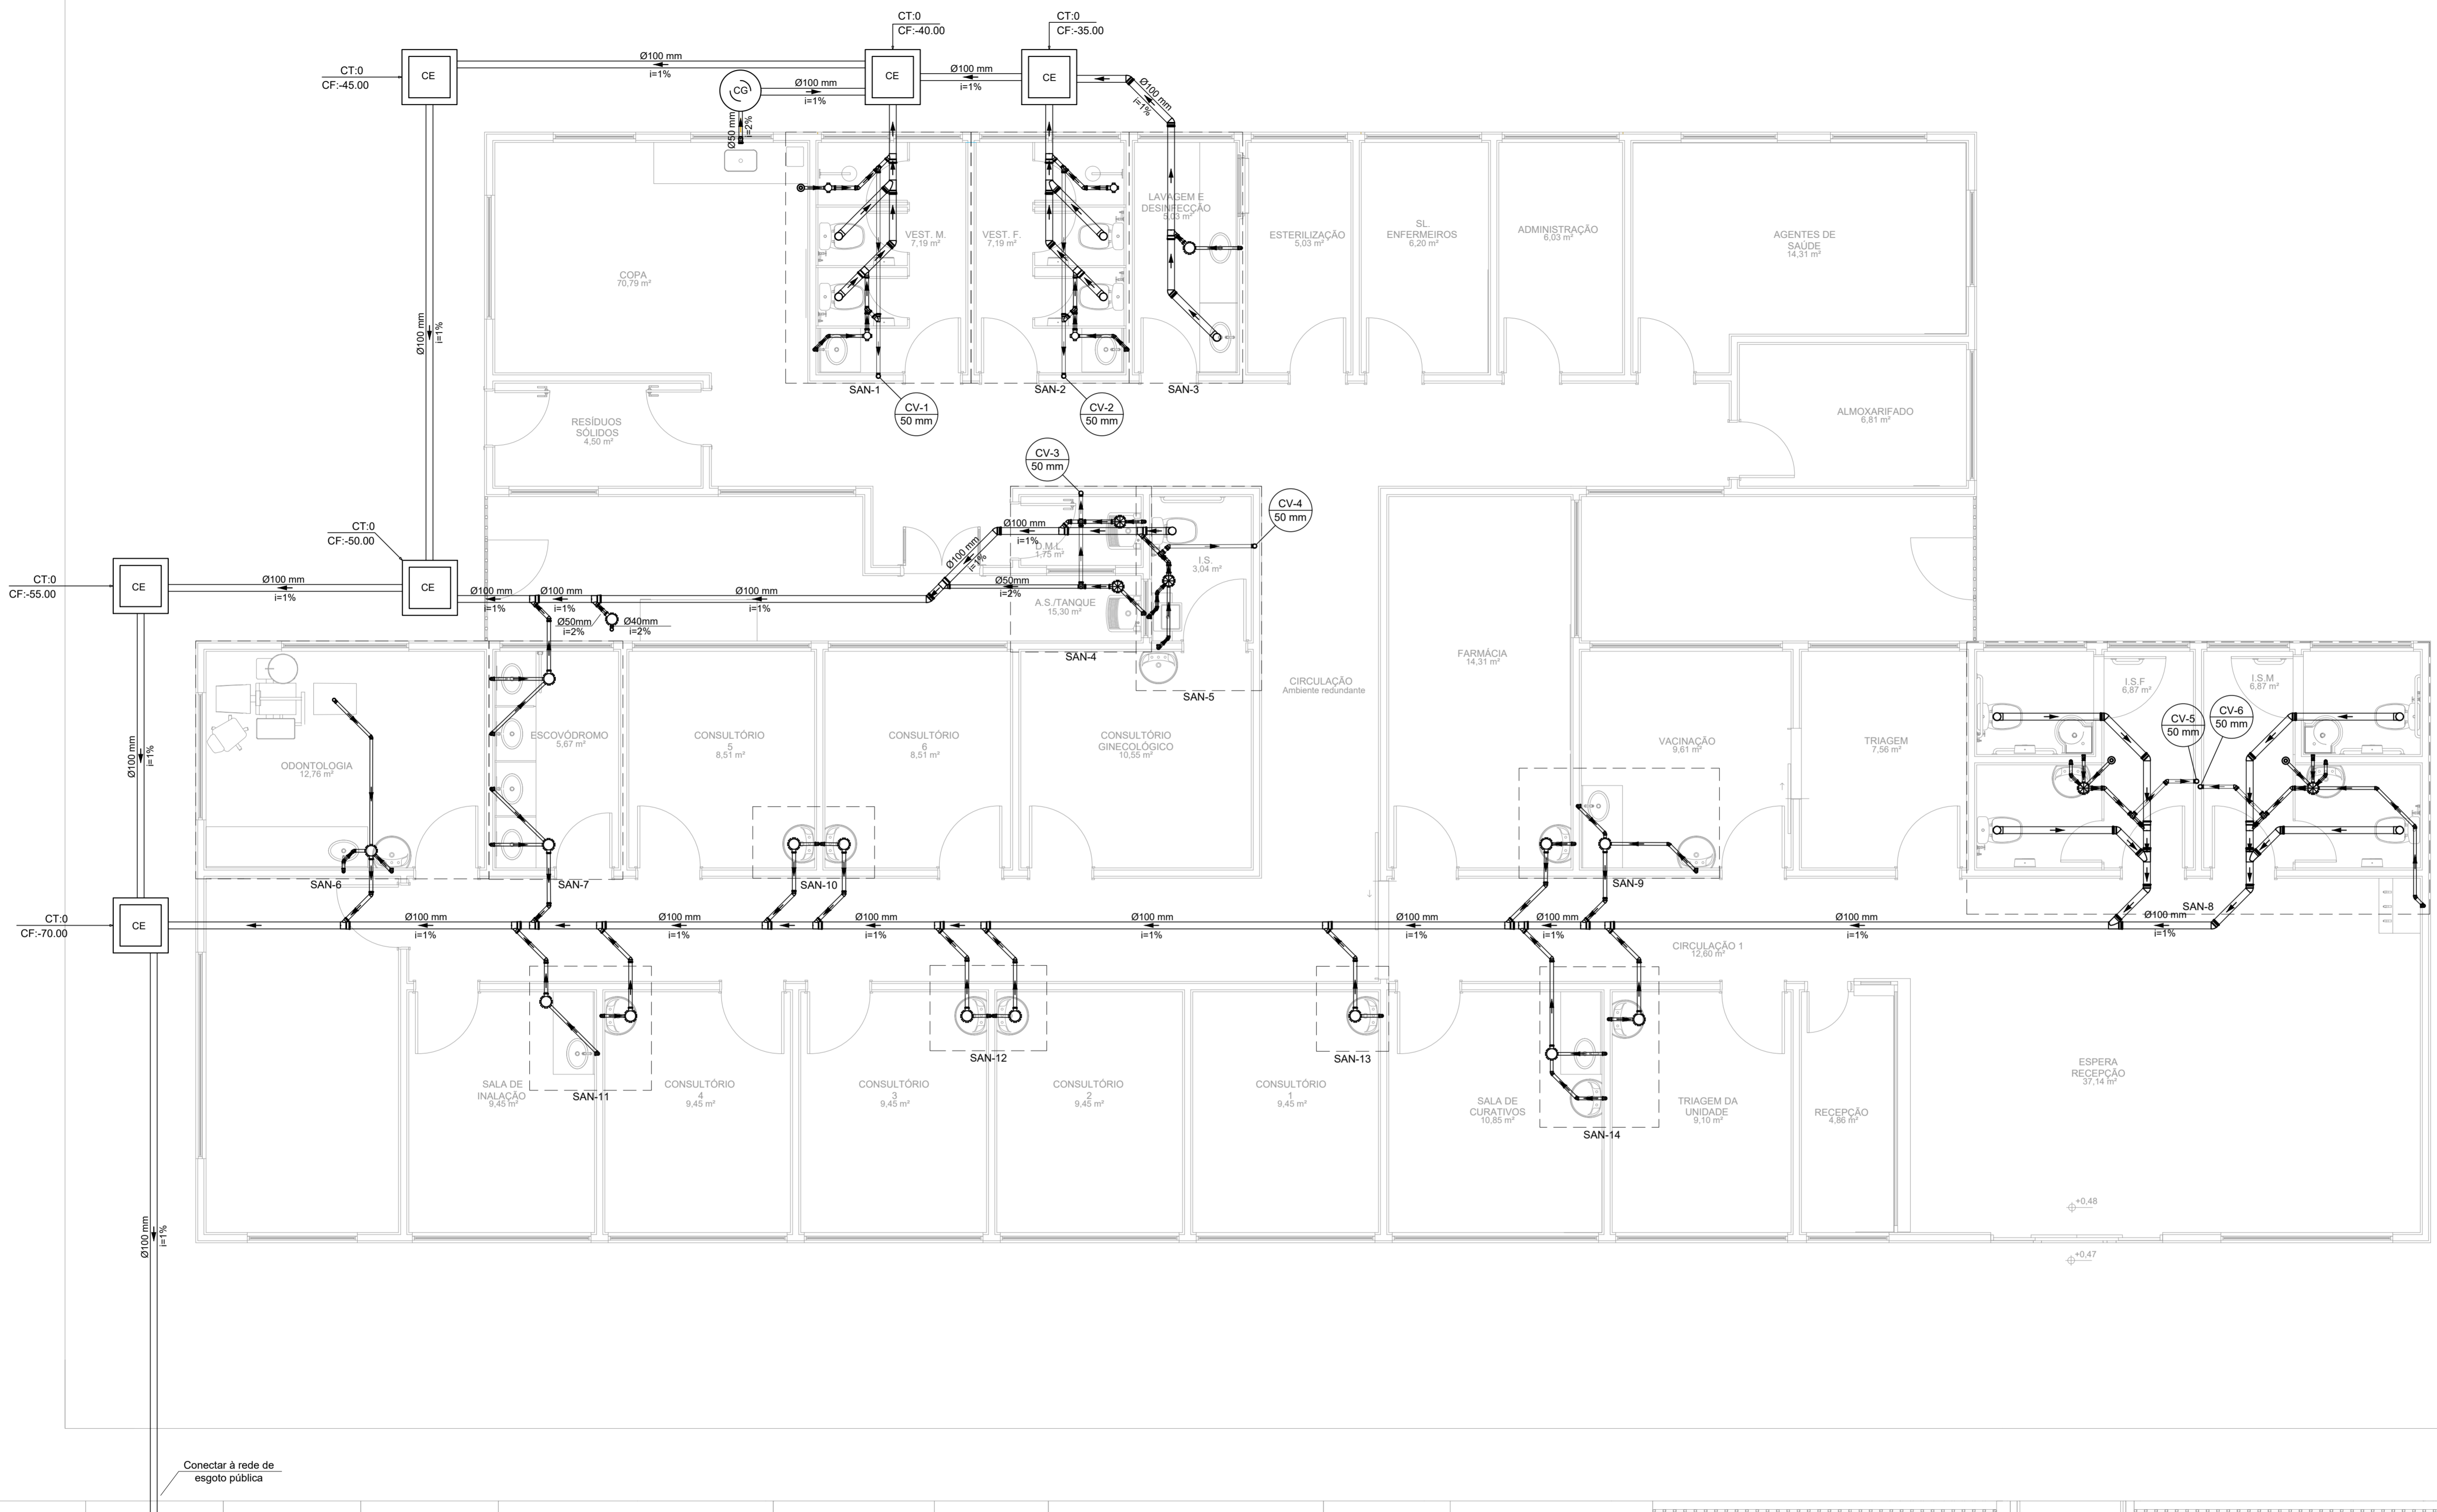 CT:0
CF:-40.00
CT:0
CF:-35.00
CT:0
CF:-45.00
CE
Ø100 mm
i=1%
CE
Ø100 mm
i=1%
CE
CG
Ø100 mm
i=1%
Ø100 mm
i=1%
Ø50 mm
i=2%
LAVAGEM E
DESINFECÇÃO
5,03 m²
VEST. M.
7,19 m²
VEST. F.
7,19 m²
ESTERILIZAÇÃO
5,03 m²
SL.
ENFERMEIROS
6,20 m²
ADMINISTRAÇÃO
6,03 m²
AGENTES DE
SAÚDE
14,31 m²
COPA
70,79 m²
Ø100 mm
i=1%
SAN-1
SAN-2
SAN-3
CV-1
50 mm
CV-2
50 mm
RESÍDUOS
SÓLIDOS
4,50 m²
ALMOXARIFADO
6,81 m²
CV-3
50 mm
CV-4
50 mm
CT:0
CF:-50.00
CT:0
CF:-55.00
CE
Ø100 mm
i=1%
CE
Ø100 mm
i=1%
Ø100 mm
i=1%
Ø50mm
i=2%
Ø40mm
i=2%
Ø100 mm
i=1%
Ø100 mm
i=1%
Ø100 mm
i=1%
D.M.L.
1,75 m²
Ø50mm
i=2%
I.S.
3,04 m²
A.S./TANQUE
15,30 m²
SAN-4
SAN-5
CIRCULAÇÃO
Ambiente redundante
FARMÁCIA
14,31 m²
I.S.F
6,87 m²
I.S.M
6,87 m²
CV-5
50 mm
CV-6
50 mm
Ø100 mm
i=1%
ODONTOLOGIA
12,76 m²
ESCOVÓDROMO
5,67 m²
CONSULTÓRIO
5
8,51 m²
CONSULTÓRIO
6
8,51 m²
CONSULTÓRIO
GINECOLÓGICO
10,55 m²
VACINAÇÃO
9,61 m²
TRIAGEM
7,56 m²
SAN-6
SAN-7
SAN-10
SAN-9
SAN-8
CT:0
CF:-70.00
CE
Ø100 mm
i=1%
Ø100 mm
i=1%
Ø100 mm
i=1%
Ø100 mm
i=1%
Ø100 mm
i=1%
Ø100 mm
i=1%
Ø100 mm
i=1%
Ø100 mm
i=1%
CIRCULAÇÃO 1
12,60 m²
SAN-11
SAN-12
SAN-13
SAN-14
SALA DE
INALAÇÃO
9,45 m²
CONSULTÓRIO
4
9,45 m²
CONSULTÓRIO
3
9,45 m²
CONSULTÓRIO
2
9,45 m²
CONSULTÓRIO
1
9,45 m²
SALA DE
CURATIVOS
10,85 m²
TRIAGEM DA
UNIDADE
9,10 m²
RECEPÇÃO
4,86 m²
ESPERA
RECEPÇÃO
37,14 m²
+0,48
+0,47
Ø100 mm
i=1%
Conectar à rede de
esgoto pública